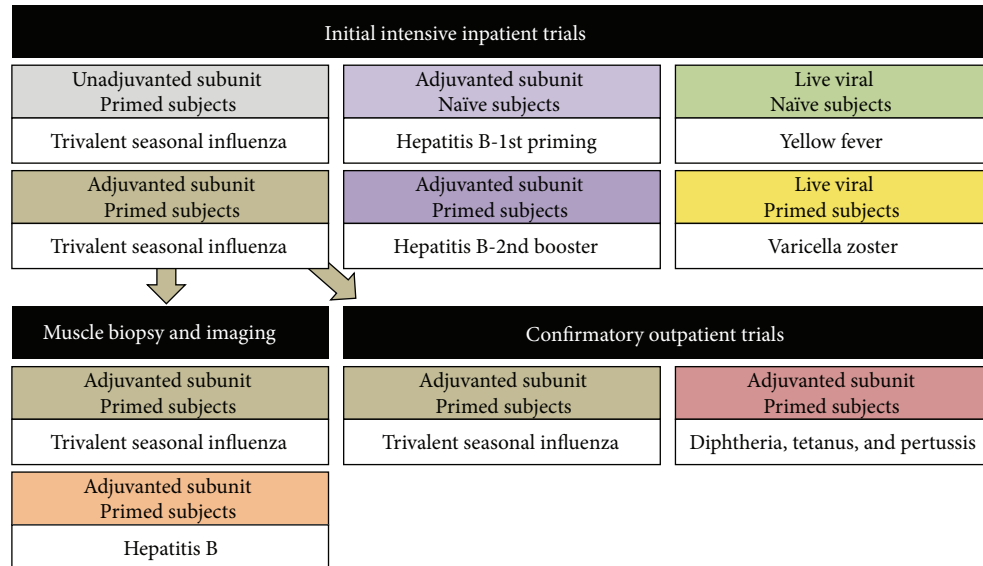 Initial intensive inpatient trials
Unadjuvanted subunit
Primed subjects
Trivalent seasonal influenza
Adjuvanted subunit
Naïve subjects
Hepatitis B-1st priming
Live viral
Naïve subjects
Yellow fever
Adjuvanted subunit
Primed subjects
Trivalent seasonal influenza
Adjuvanted subunit
Primed subjects
Hepatitis B-2nd booster
Live viral
Primed subjects
Varicella zoster
Muscle biopsy and imaging
Confirmatory outpatient trials
Adjuvanted subunit
Primed subjects
Trivalent seasonal influenza
Adjuvanted subunit
Primed subjects
Trivalent seasonal influenza
Adjuvanted subunit
Primed subjects
Diphtheria, tetanus, and pertussis
Adjuvanted subunit
Primed subjects
Hepatitis B